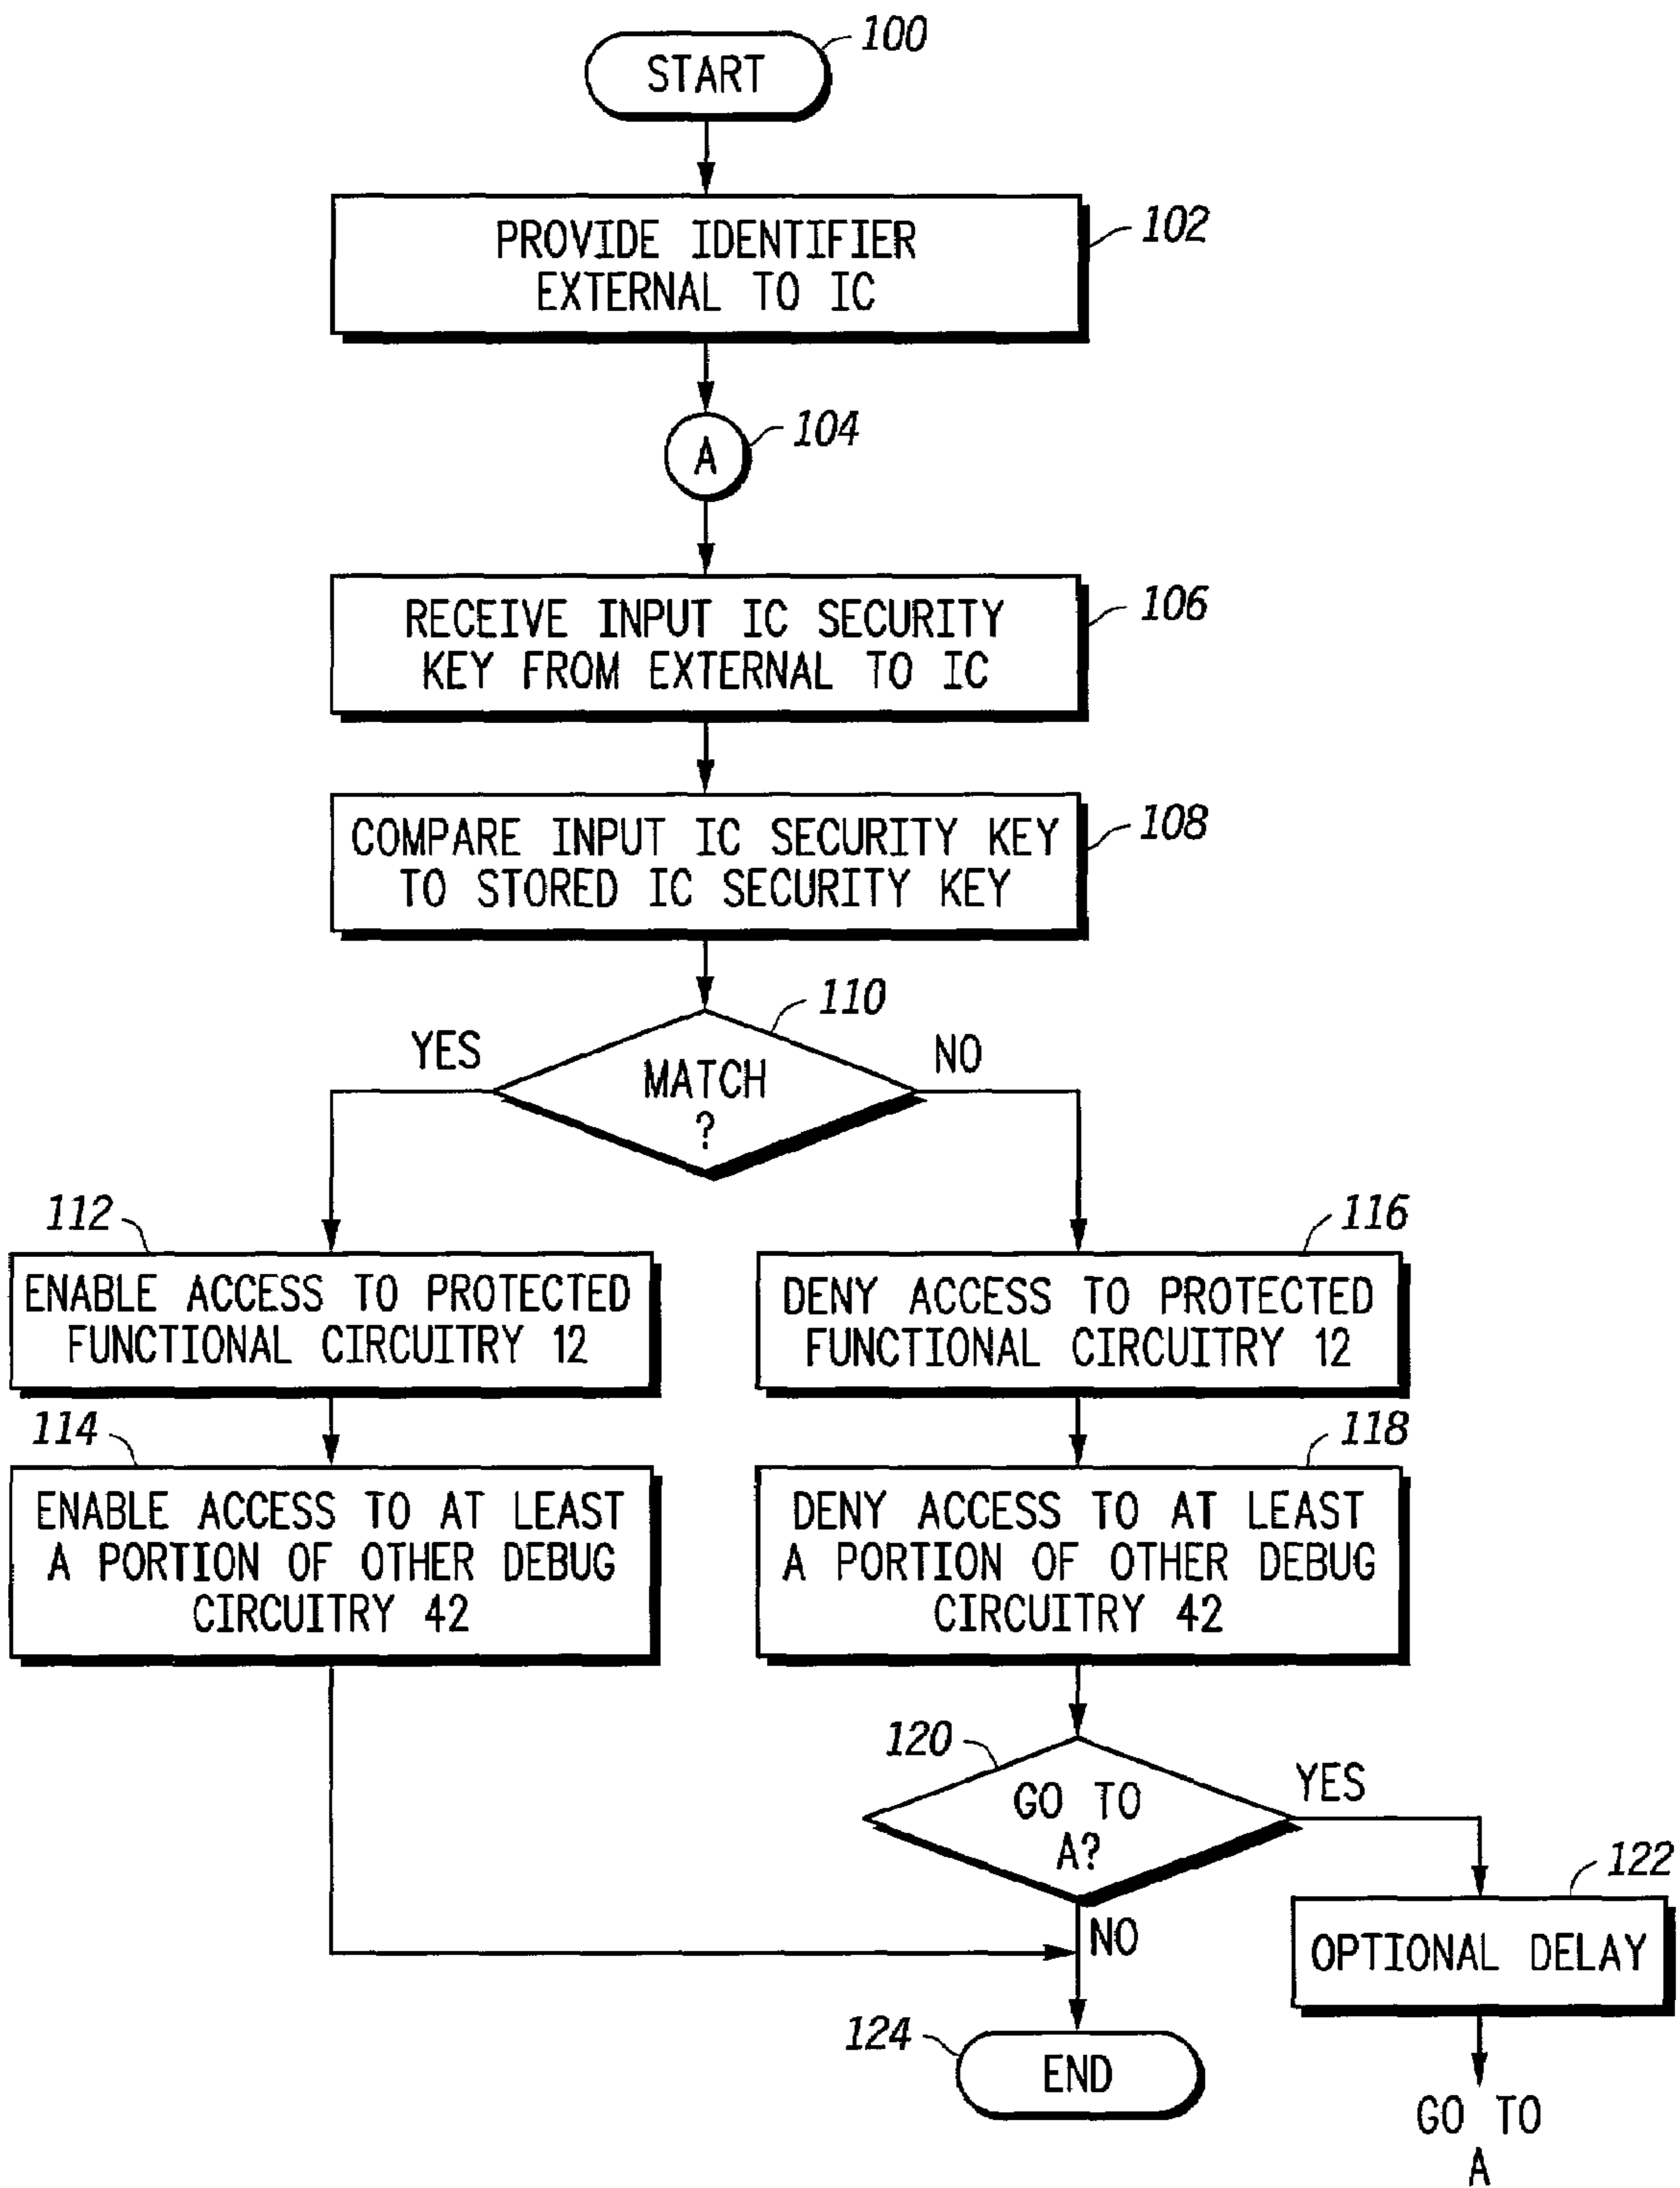 START
100
PROVIDE IDENTIFIER
EXTERNAL TO IC
102
A
104
RECEIVE INPUT IC SECURITY
KEY FROM EXTERNAL TO IC
106
COMPARE INPUT IC SECURITY KEY
TO STORED IC SECURITY KEY
108
110
YES
NO
MATCH
?
112
ENABLE ACCESS TO PROTECTED
FUNCTIONAL CIRCUITRY 12
116
DENY ACCESS TO PROTECTED
FUNCTIONAL CIRCUITRY 12
114
ENABLE ACCESS TO AT LEAST
A PORTION OF OTHER DEBUG
CIRCUITRY 42
118
DENY ACCESS TO AT LEAST
A PORTION OF OTHER DEBUG
CIRCUITRY 42
120
GO TO
A?
YES
NO
122
OPTIONAL DELAY
124
END
GO TO
A